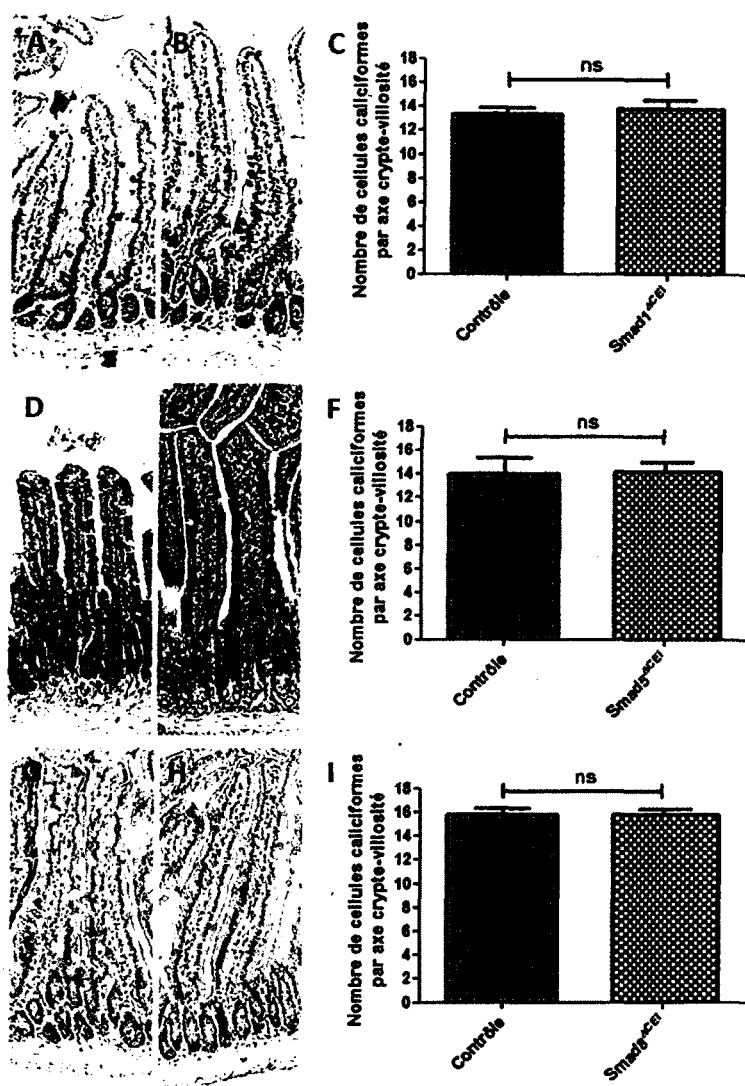 A
B
C
ns
Nombre de cellules caliciformes
par axe crypte-villosité
18
16
14
12
10
8
6
4
2
0
Contrôle
Smad1ΔCEI
D
F
ns
Nombre de cellules caliciformes
par axe crypte-villosité
18
16
14
12
10
8
6
4
2
0
Contrôle
Smad5ΔCEI
G
H
I
ns
Nombre de cellules caliciformes
par axe crypte-villosité
18
16
14
12
10
8
6
4
2
0
Contrôle